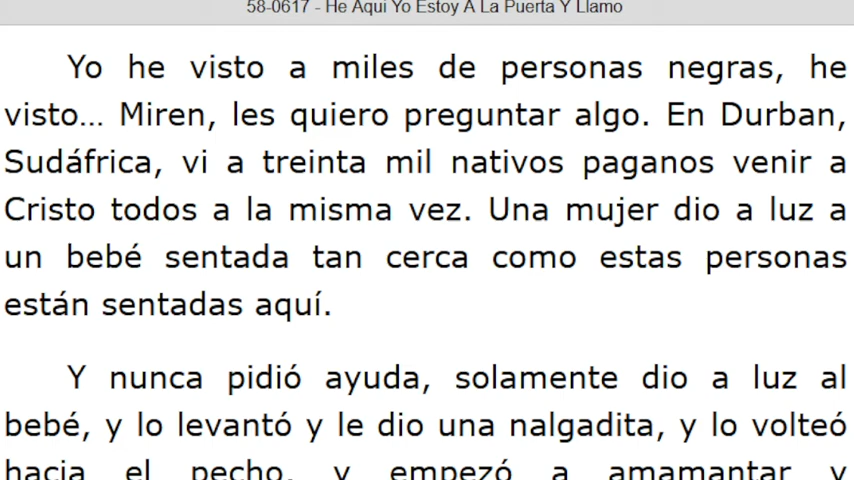 58-0617 - He Aqui Yo Estoy A La Puerta Y Llamo
Yo he visto a miles de personas negras, he
visto... Miren, les quiero preguntar algo. En Durban,
Sudáfrica, vi a treinta mil nativos paganos venir a
Cristo todos a la misma vez. Una mujer dio a luz a
un bebé sentada tan cerca como estas personas
están sentadas aquí.
Y nunca pidió ayuda, solamente dio a luz al
bebé, y lo levantó y le dio una nalgadita, y lo volteó
hacia el pecho, y empezó a amamantar y